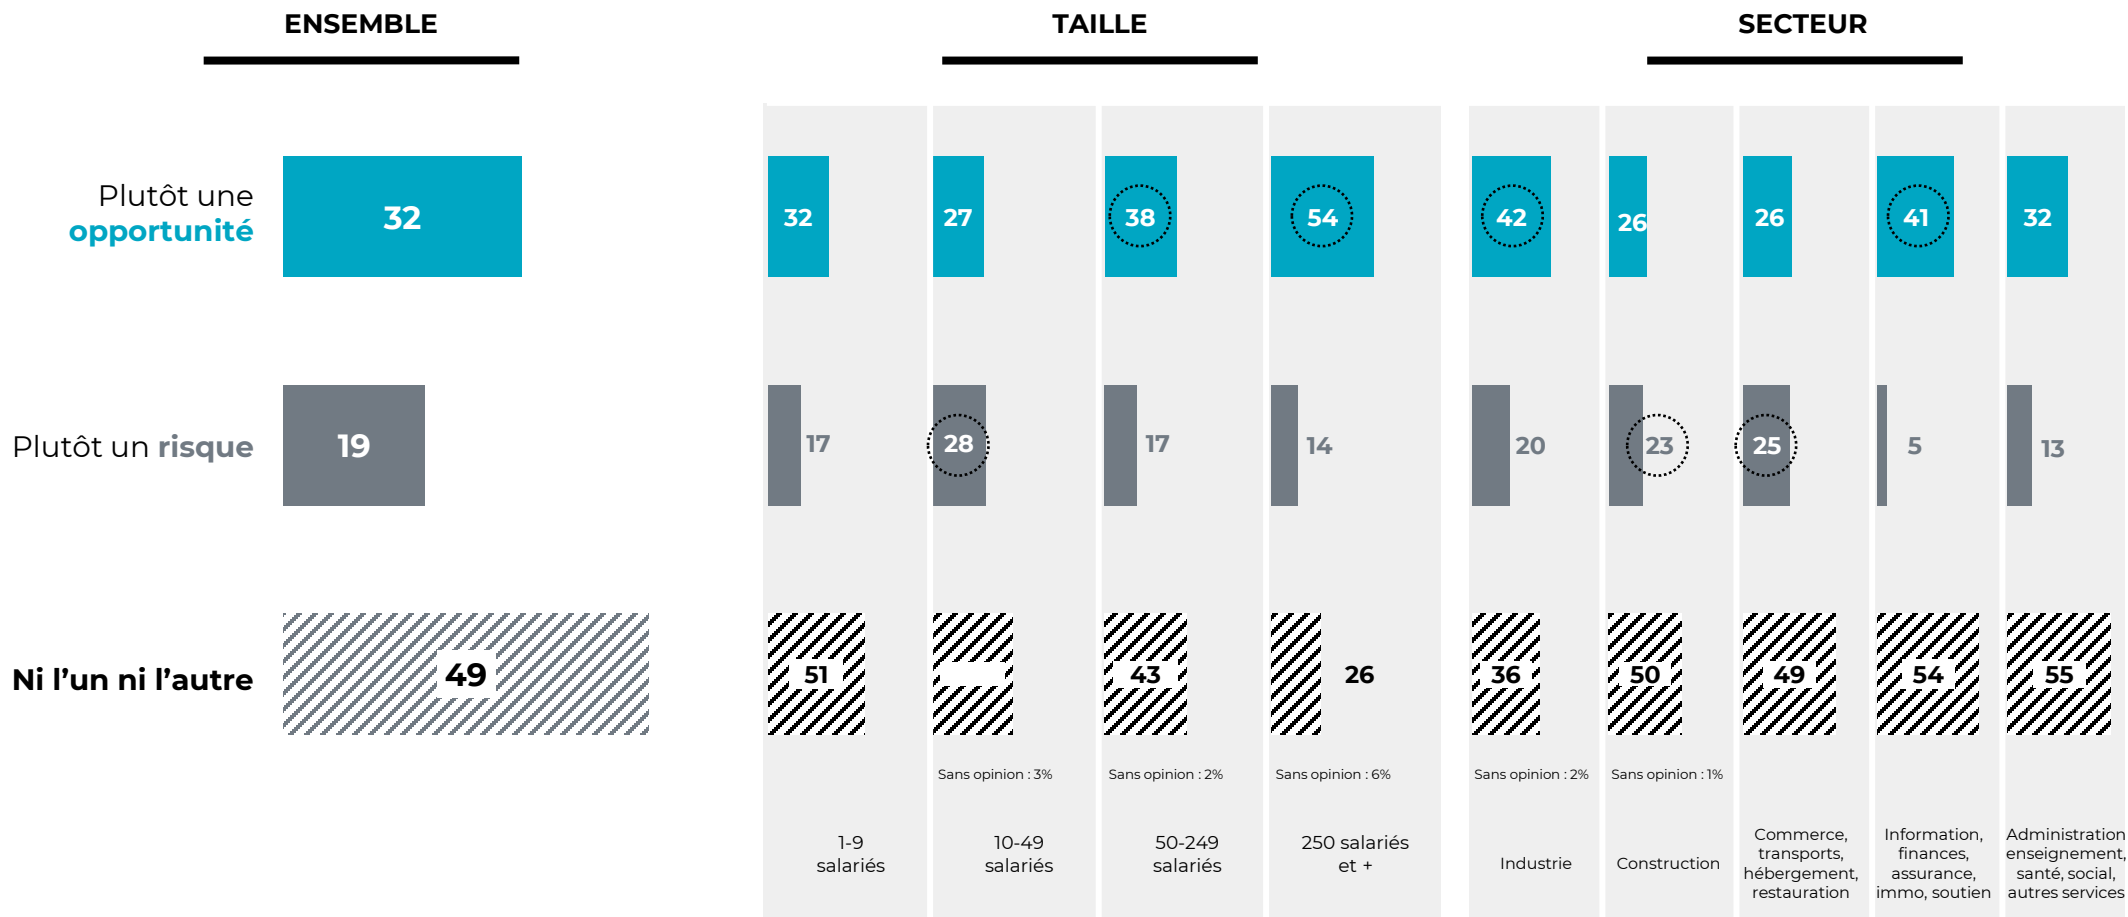 ENSEMBLE
TAILLE
SECTEUR
Plutôt une
opportunité
32
32
27
38
54
42
26
26
41
32
Plutôt un risque
19
17
28
17
14
20
23
25
5
13
Ni l'un ni l'autre
49
51
43
26
36
50
49
54
55
Sans opinion : 3%
Sans opinion : 2%
Sans opinion : 6%
Sans opinion : 2%
Sans opinion : 1%
1-9
salariés
10-49
salariés
50-249
salariés
250 salariés
et +
Industrie
Construction
Commerce,
transports,
hébergement,
restauration
Information,
finances,
assurance,
immo, soutien
Administration
enseignement,
santé, social,
autres services